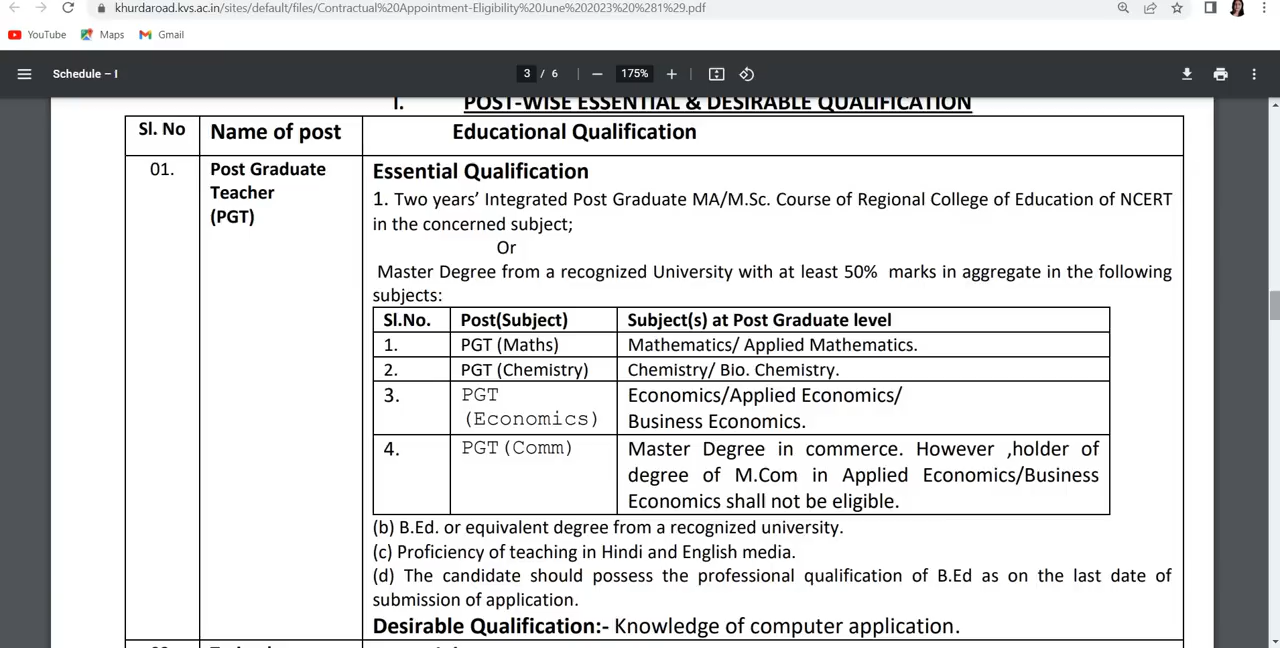 khurdaroad.kvs.ac.in/sites/default/files/Contractual%20Appointment-Eligibility%20June%202023%20%281%29.pdf
YouTube Maps Gmail
Schedule – I 3 / 6 175%
I. POST-WISE ESSENTIAL & DESIRABLE QUALIFICATION
Sl. No Name of post Educational Qualification
01. Post Graduate Teacher (PGT)
Essential Qualification
1. Two years’ Integrated Post Graduate MA/M.Sc. Course of Regional College of Education of NCERT
in the concerned subject;
Or
Master Degree from a recognized University with at least 50% marks in aggregate in the following
subjects:
Sl.No. Post(Subject) Subject(s) at Post Graduate level
1. PGT (Maths) Mathematics/ Applied Mathematics.
2. PGT (Chemistry) Chemistry/ Bio. Chemistry.
3. PGT (Economics) Economics/Applied Economics/
Business Economics.
4. PGT (Comm) Master Degree in commerce. However ,holder of
degree of M.Com in Applied Economics/Business
Economics shall not be eligible.
(b) B.Ed. or equivalent degree from a recognized university.
(c) Proficiency of teaching in Hindi and English media.
(d) The candidate should possess the professional qualification of B.Ed as on the last date of
submission of application.
Desirable Qualification:- Knowledge of computer application.